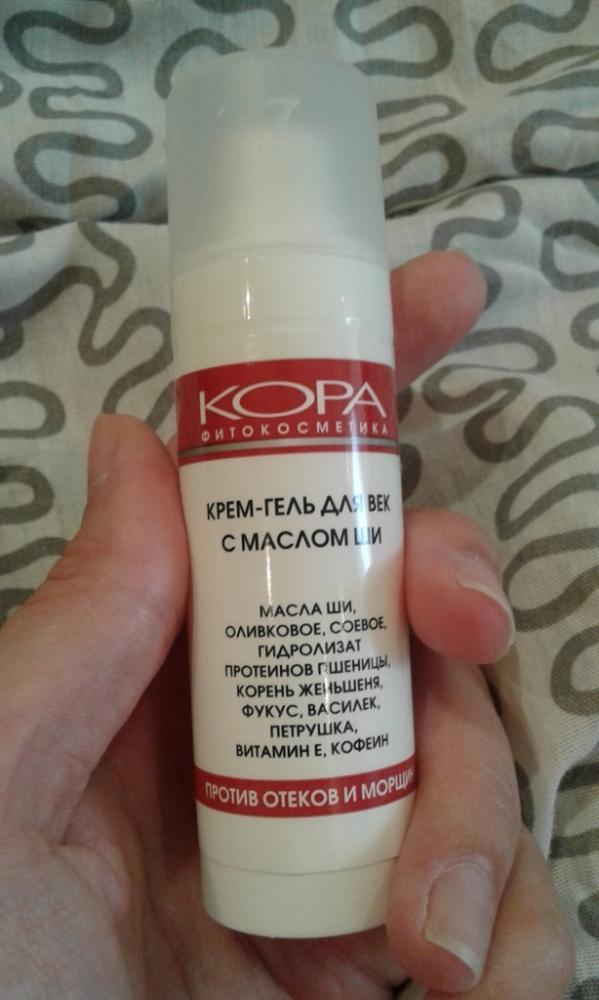 КОРА
ФИТОКОСМЕТИКА
КРЕМ-ГЕЛЬ ДЛЯ ВЕК
С МАСЛОМ ШИ
МАСЛА ШИ,
ОЛИВКОВОЕ, СОЕВОЕ,
ГИДРОЛИЗАТ
ПРОТЕИНОВ ПШЕНИЦЫ,
КОРЕНЬ ЖЕНЬШЕНЯ,
ФУКУС, ВАСИЛЕК,
ПЕТРУШКА,
ВИТАМИН Е, КОФЕИН
ПРОТИВ ОТЕКОВ И МОРЩИН